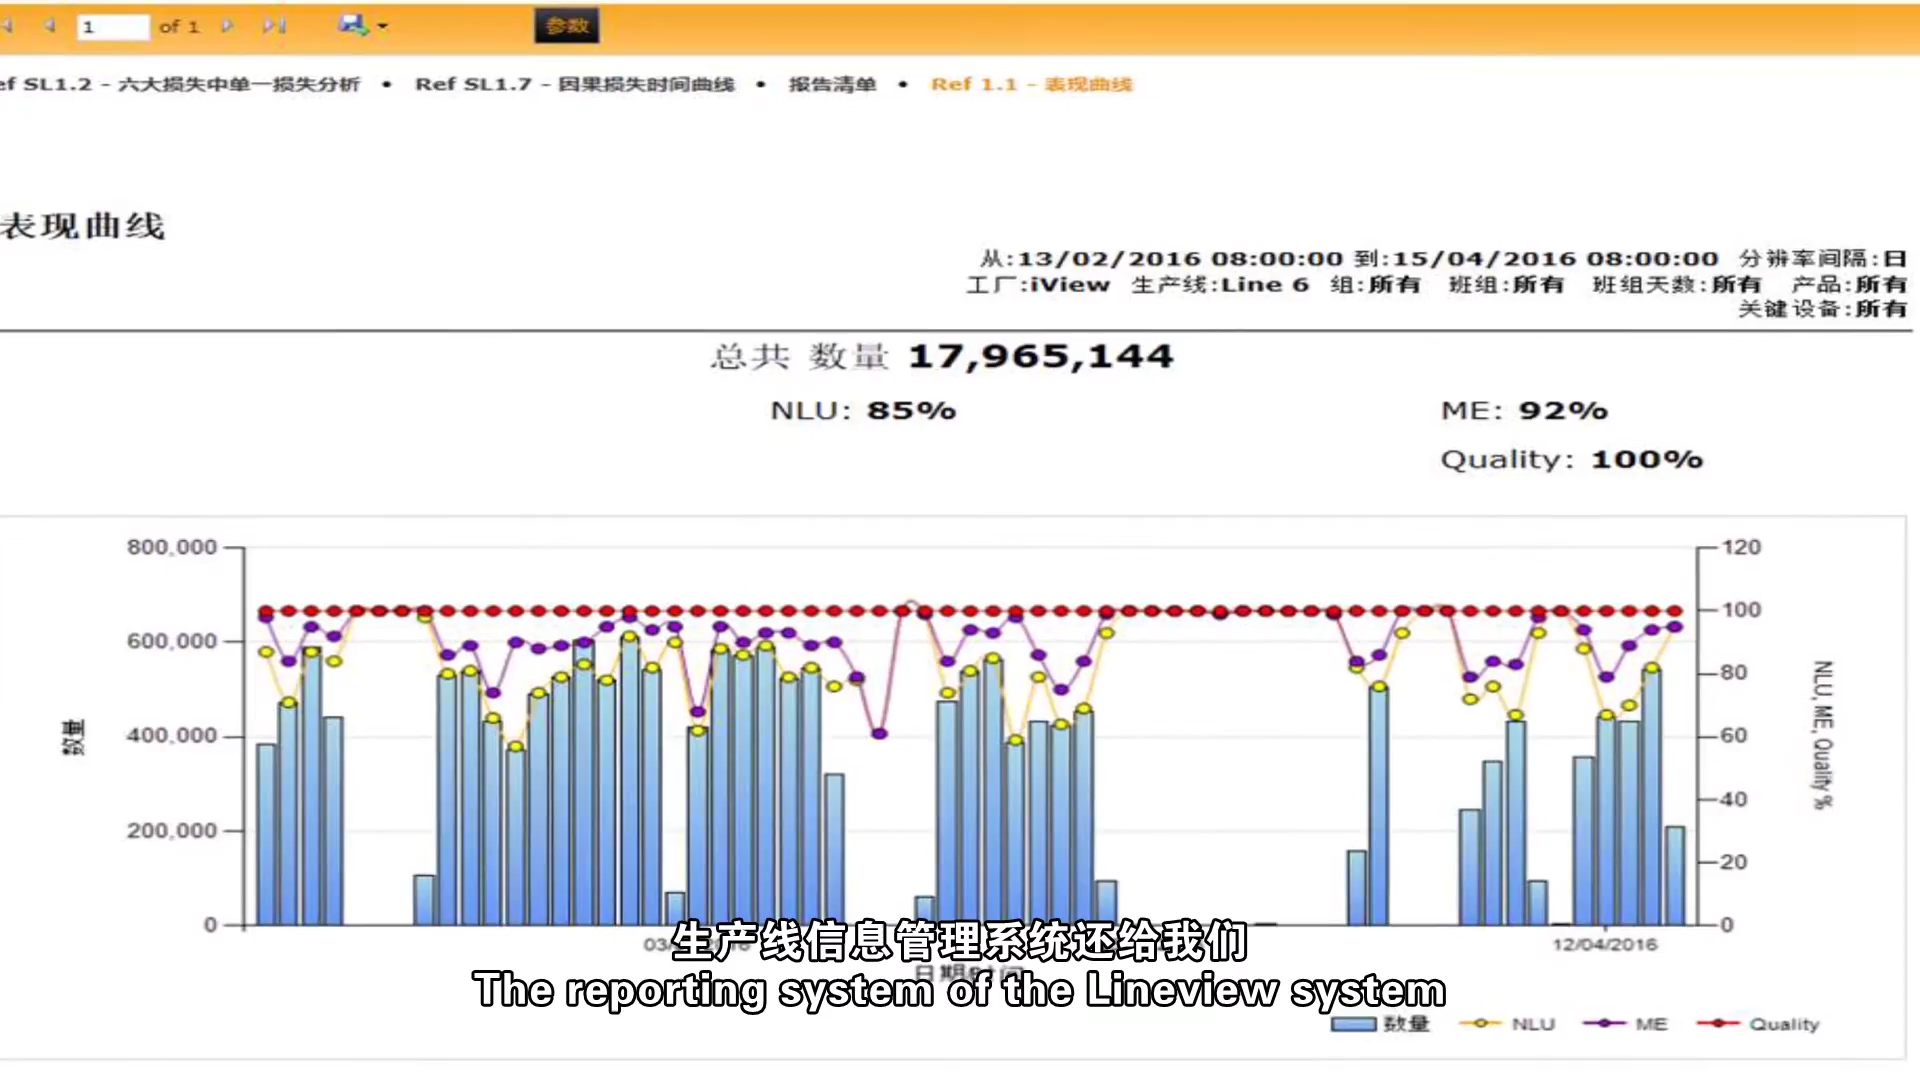 1 of 1 参数
ef SL1.2 - 六大损失中单一损失分析 • Ref SL1.7 - 因果损失时间曲线 • 报告清单 • Ref 1.1 - 表现曲线
表现曲线
从:13/02/2016 08:00:00 到:15/04/2016 08:00:00 分辨率间隔:日
工厂:iView 生产线:Line 6 组:所有 班组:所有 班组天数:所有 产品:所有
关键设备:所有
总共 数量 17,965,144
NLU: 85% ME: 92%
Quality: 100%
800,000 120
100
600,000
80
数量
NLU, ME, Quality %
400,000 60
40
200,000
20
0 0
12/04/2016
生产线信息管理系统还给我们
The reporting system of the Lineview system
数量 NLU ME Quality